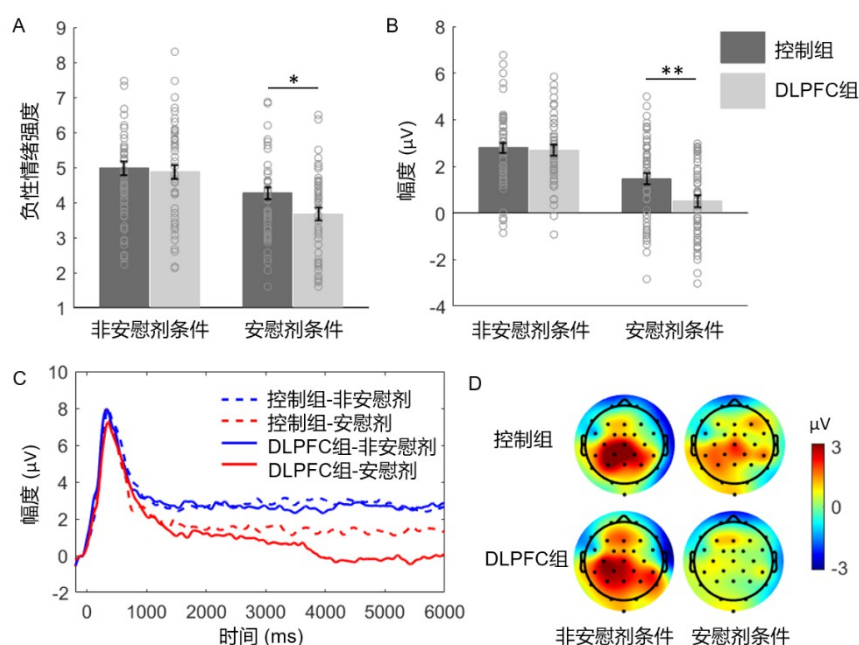 A
9
8
7
6
5
4
3
2
1
负性情绪强度
*
非安慰剂条件
安慰剂条件
B
8
6
4
2
0
-2
-4
幅度 (μV)
**
非安慰剂条件
安慰剂条件
控制组
DLPFC组
C
10
8
6
4
2
0
-2
幅度 (μV)
控制组-非安慰剂
控制组-安慰剂
DLPFC组-非安慰剂
DLPFC组-安慰剂
0 1000 2000 3000 4000 5000 6000
时间 (ms)
D
控制组
DLPFC组
非安慰剂条件
安慰剂条件
μV
3
0
-3